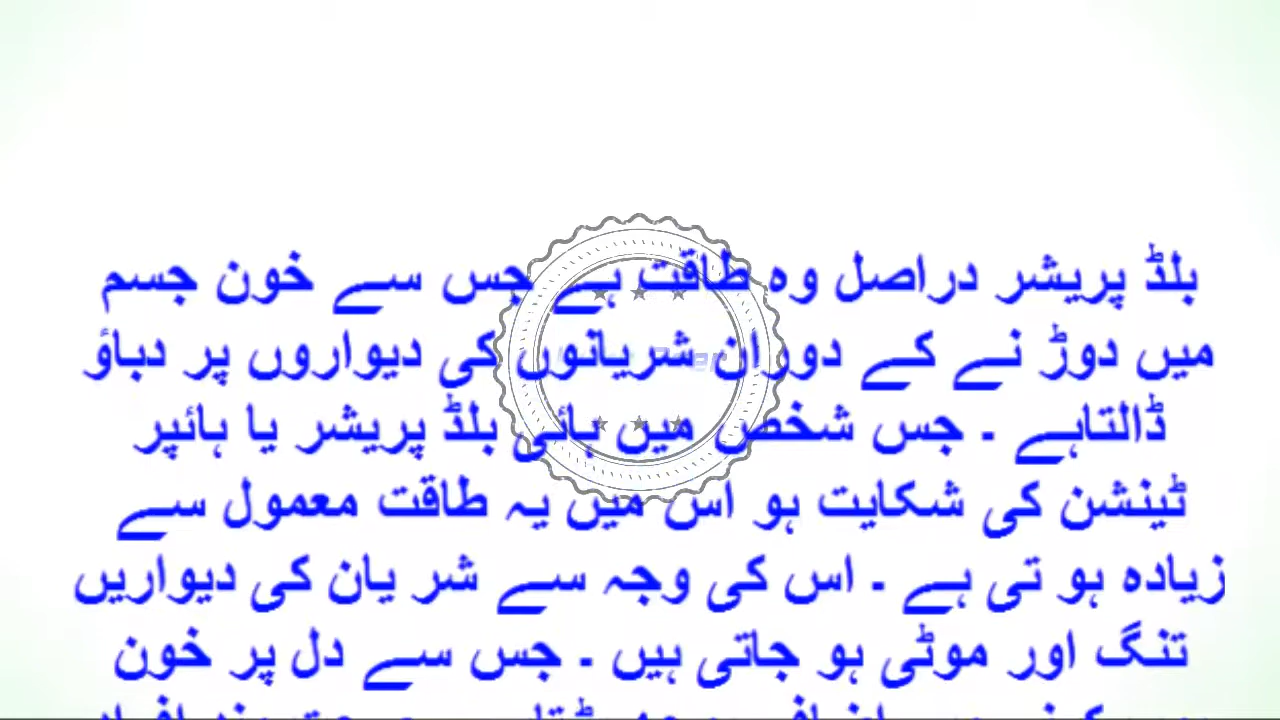 بلڈ پریشر دراصل وہ طاقت ہے جس سے خون جسم
میں دوڑ نے کے دوران شریانوں کی دیواروں پر دباؤ
ڈالتاہے ۔ جس شخص میں ہائی بلڈ پریشر یا ہائپر
ٹینشن کی شکایت ہو اس میں یہ طاقت معمول سے
زیادہ ہو تی ہے ۔ اس کی وجہ سے شر یان کی دیواریں
تنگ اور موٹی ہو جاتی ہیں ۔ جس سے دل پر خون